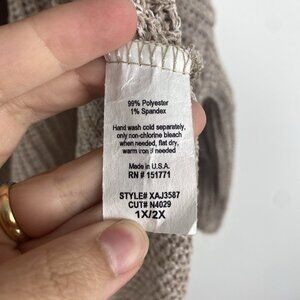 99% Polyester
1% Spandex
Hand wash cold separately,
only non-chlorine bleach
when needed, flat dry,
warm iron if needed.
Made in U.S.A.
RN # 151771
STYLE# XAJ3587
CUT# N4029
1X/2X